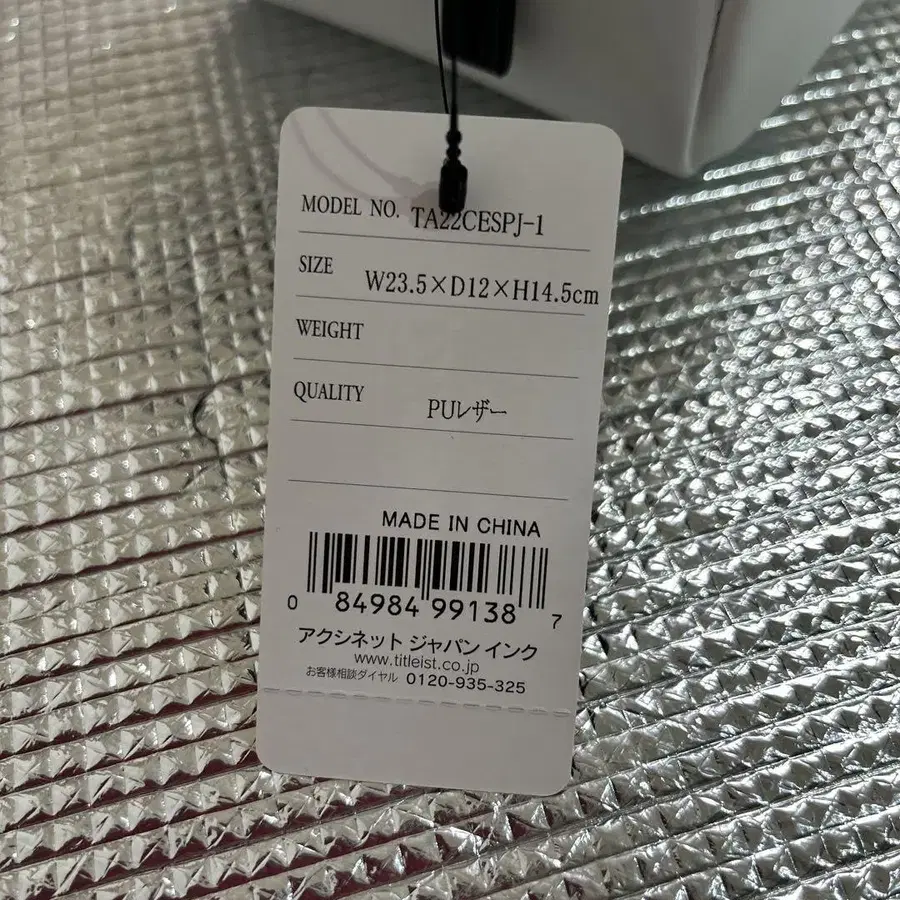 MODEL NO. TA22CESPJ-1
SIZE W23.5×D12×H14.5cm
WEIGHT
QUALITY PUレザー
MADE IN CHINA
0 84984 99138 7
アクシネット ジャパン インク
www.titleist.co.jp
お客様相談ダイヤル 0120-935-325